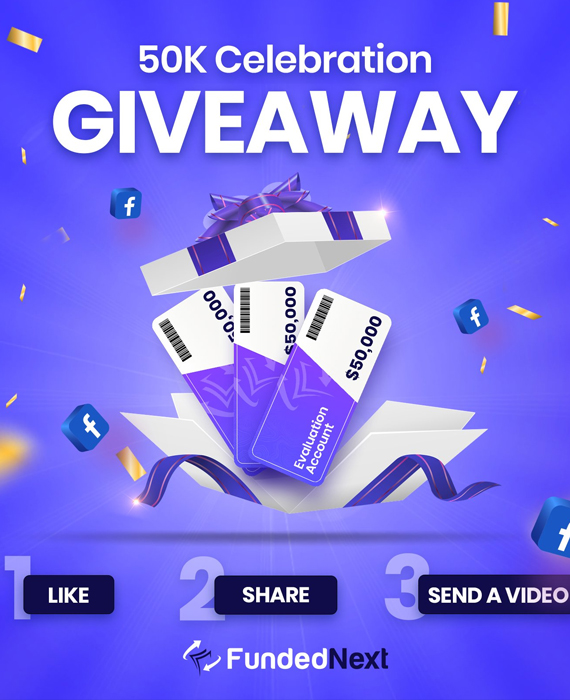 50K Celebration
GIVEAWAY
$50,000
$50,000
Evaluation
Account
1 LIKE
2 SHARE
3 SEND A VIDEO
FundedNext